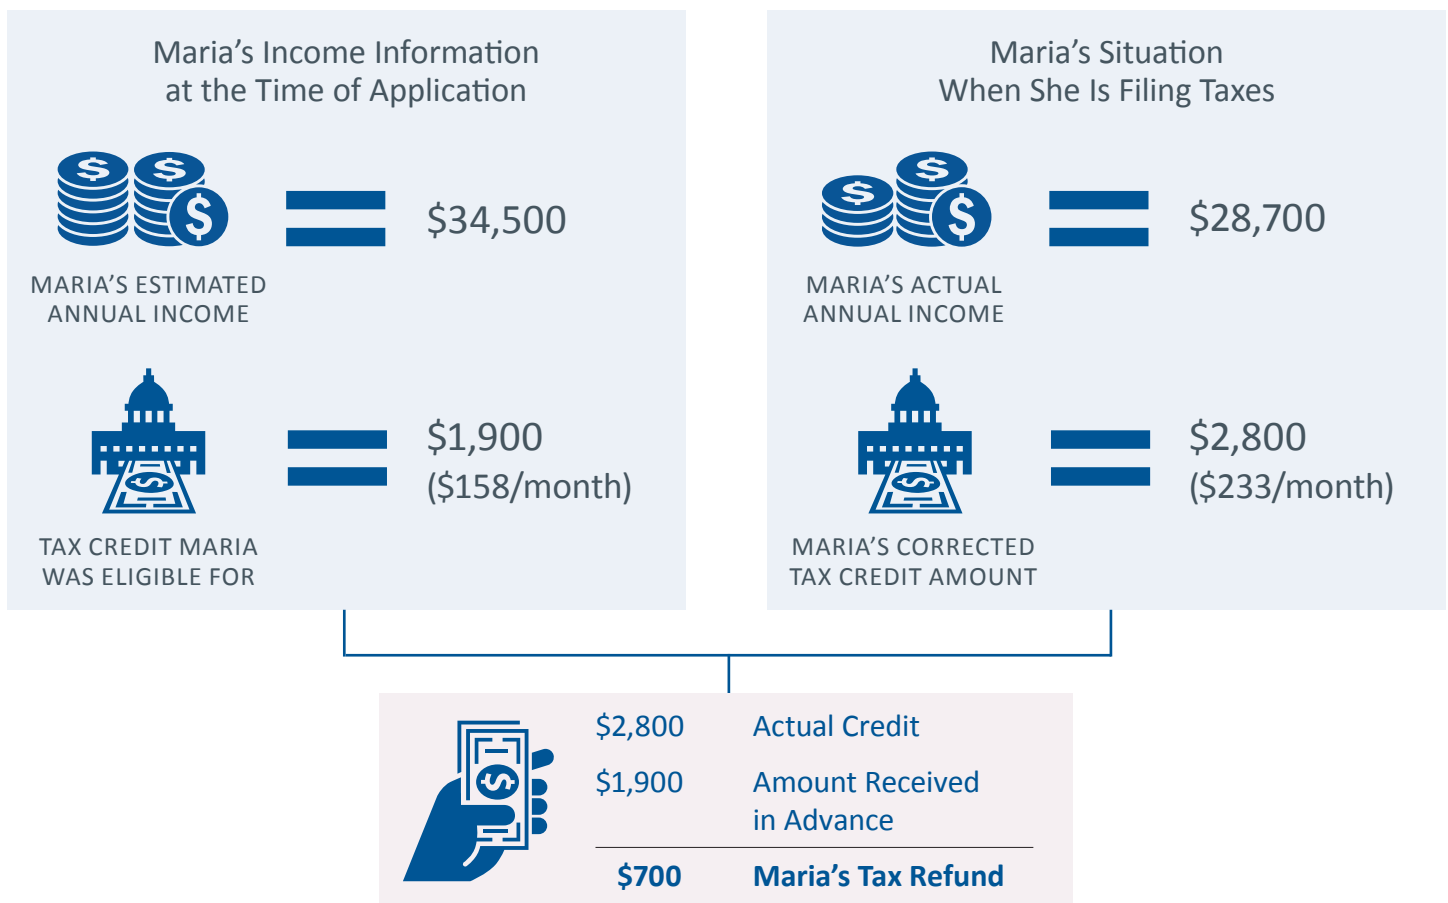 Maria’s Income Information
at the Time of Application
$34,500
MARIA’S ESTIMATED
ANNUAL INCOME
$1,900
($158/month)
TAX CREDIT MARIA
WAS ELIGIBLE FOR
Maria’s Situation
When She Is Filing Taxes
$28,700
MARIA’S ACTUAL
ANNUAL INCOME
$2,800
($233/month)
MARIA’S CORRECTED
TAX CREDIT AMOUNT
$2,800 Actual Credit
$1,900 Amount Received
in Advance
$700 Maria’s Tax Refund